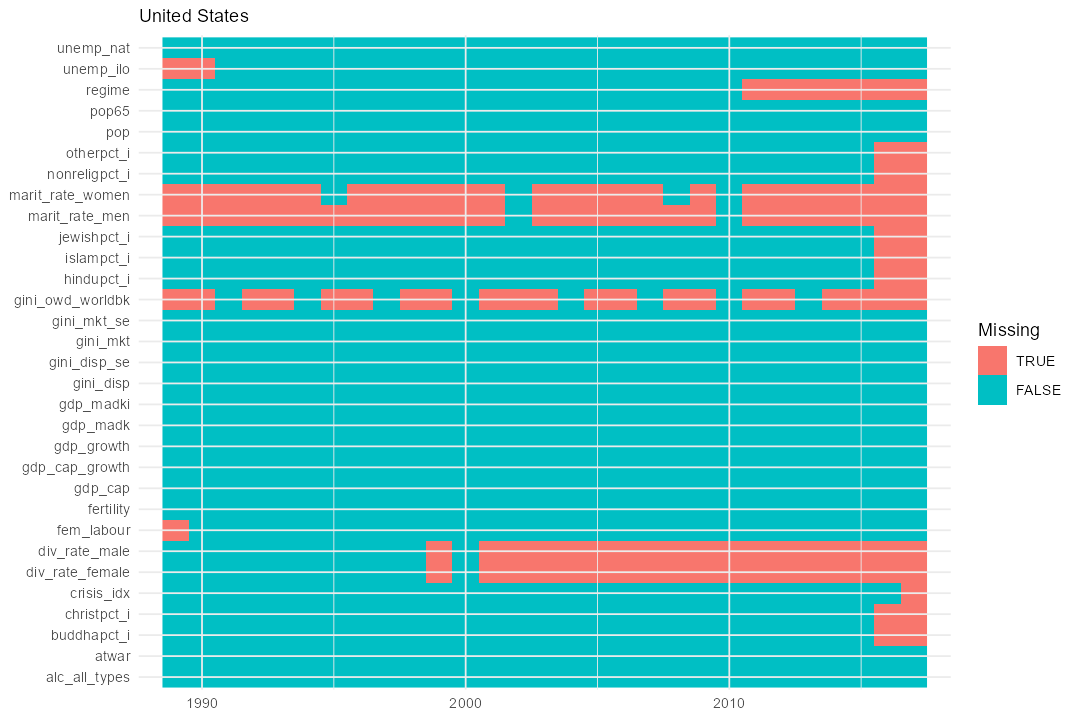 United States
unemp_nat
unemp_ilo
regime
pop65
pop
otherpct_i
nonreligpct_i
marit_rate_women
marit_rate_men
jewishpct_i
islampct_i
hindupct_i
gini_owd_worldbk
gini_mkt_se
gini_mkt
gini_disp_se
gini_disp
gdp_madki
gdp_madk
gdp_growth
gdp_cap_growth
gdp_cap
fertility
fem_labour
div_rate_male
div_rate_female
crisis_idx
christpct_i
buddhapct_i
atwar
alc_all_types
1990 2000 2010
Missing
TRUE
FALSE